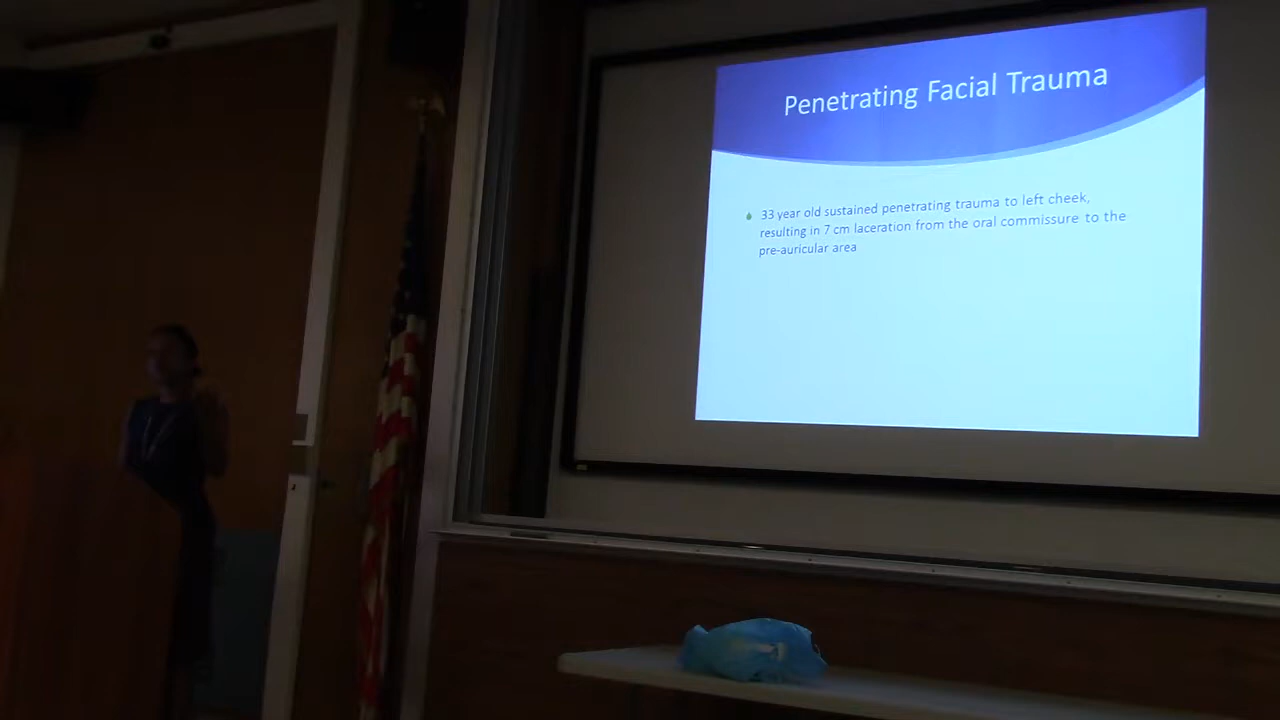 Penetrating Facial Trauma
33 year old sustained penetrating trauma to left cheek,
resulting in 7 cm laceration from the oral commissure to the
pre-auricular area